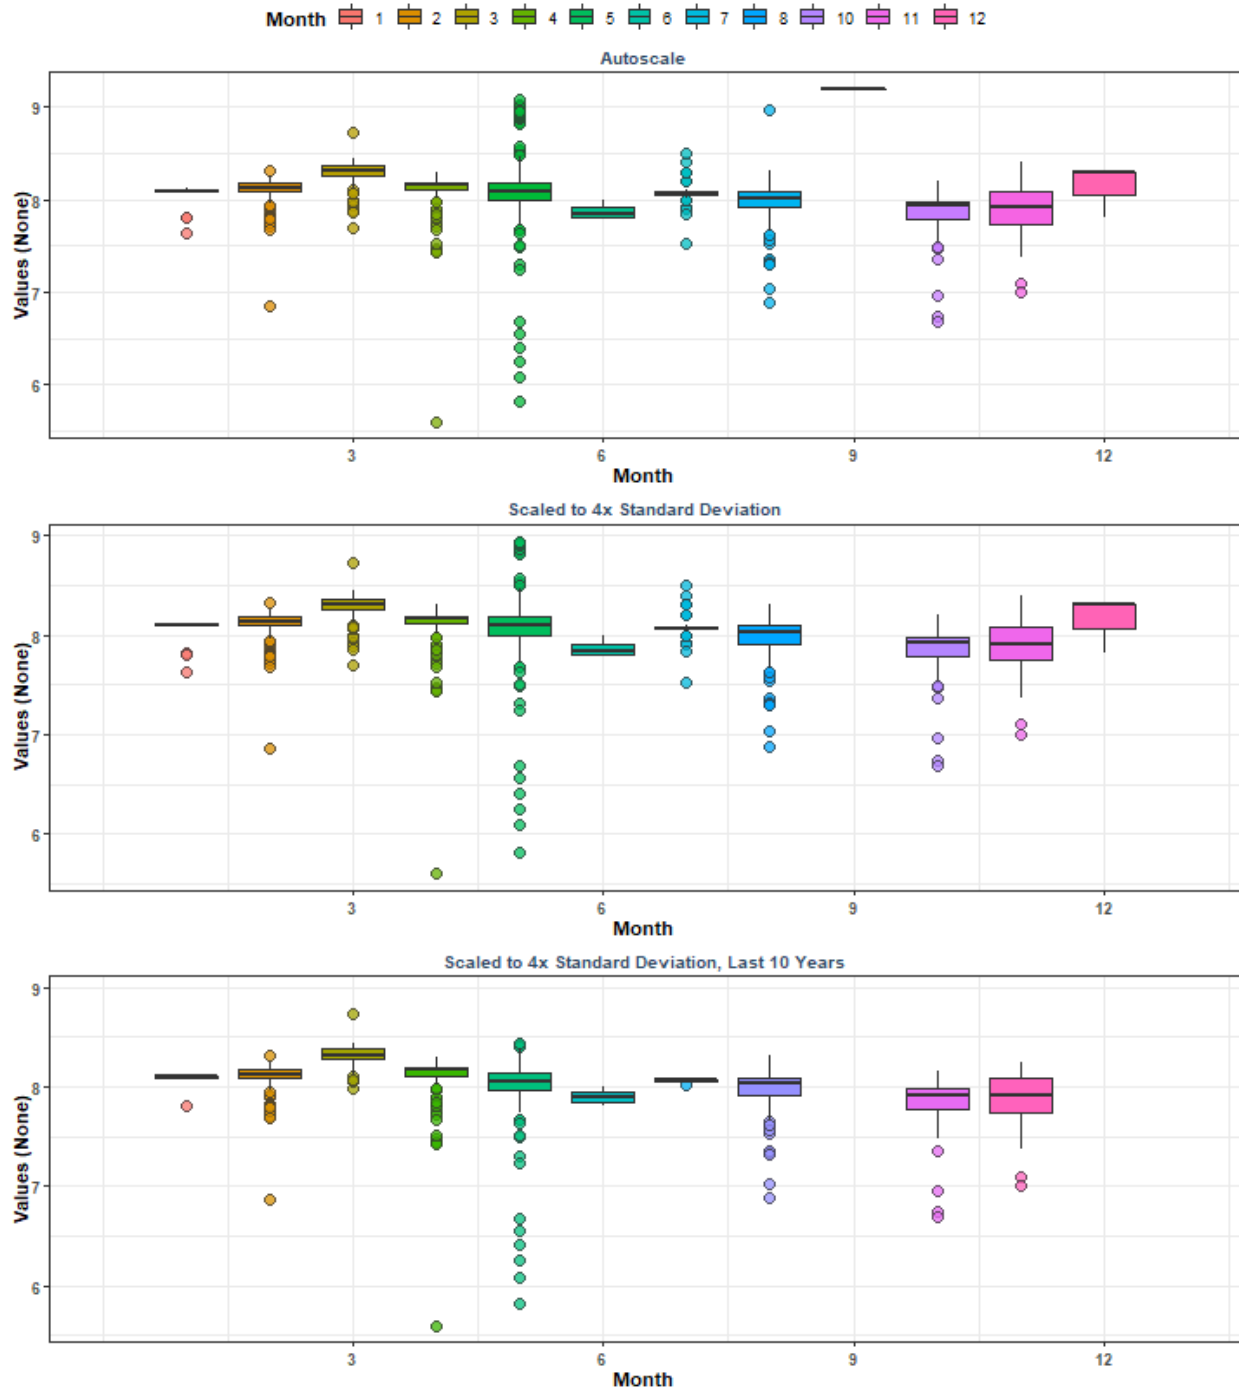 Month 1 2 3 4 5 6 7 8 10 11 12
Autoscale
Values (None)
9
8
7
6
3 6 9 12
Month
Scaled to 4x Standard Deviation
Values (None)
9
8
7
6
3 6 9 12
Month
Scaled to 4x Standard Deviation, Last 10 Years
Values (None)
9
8
7
6
3 6 9 12
Month